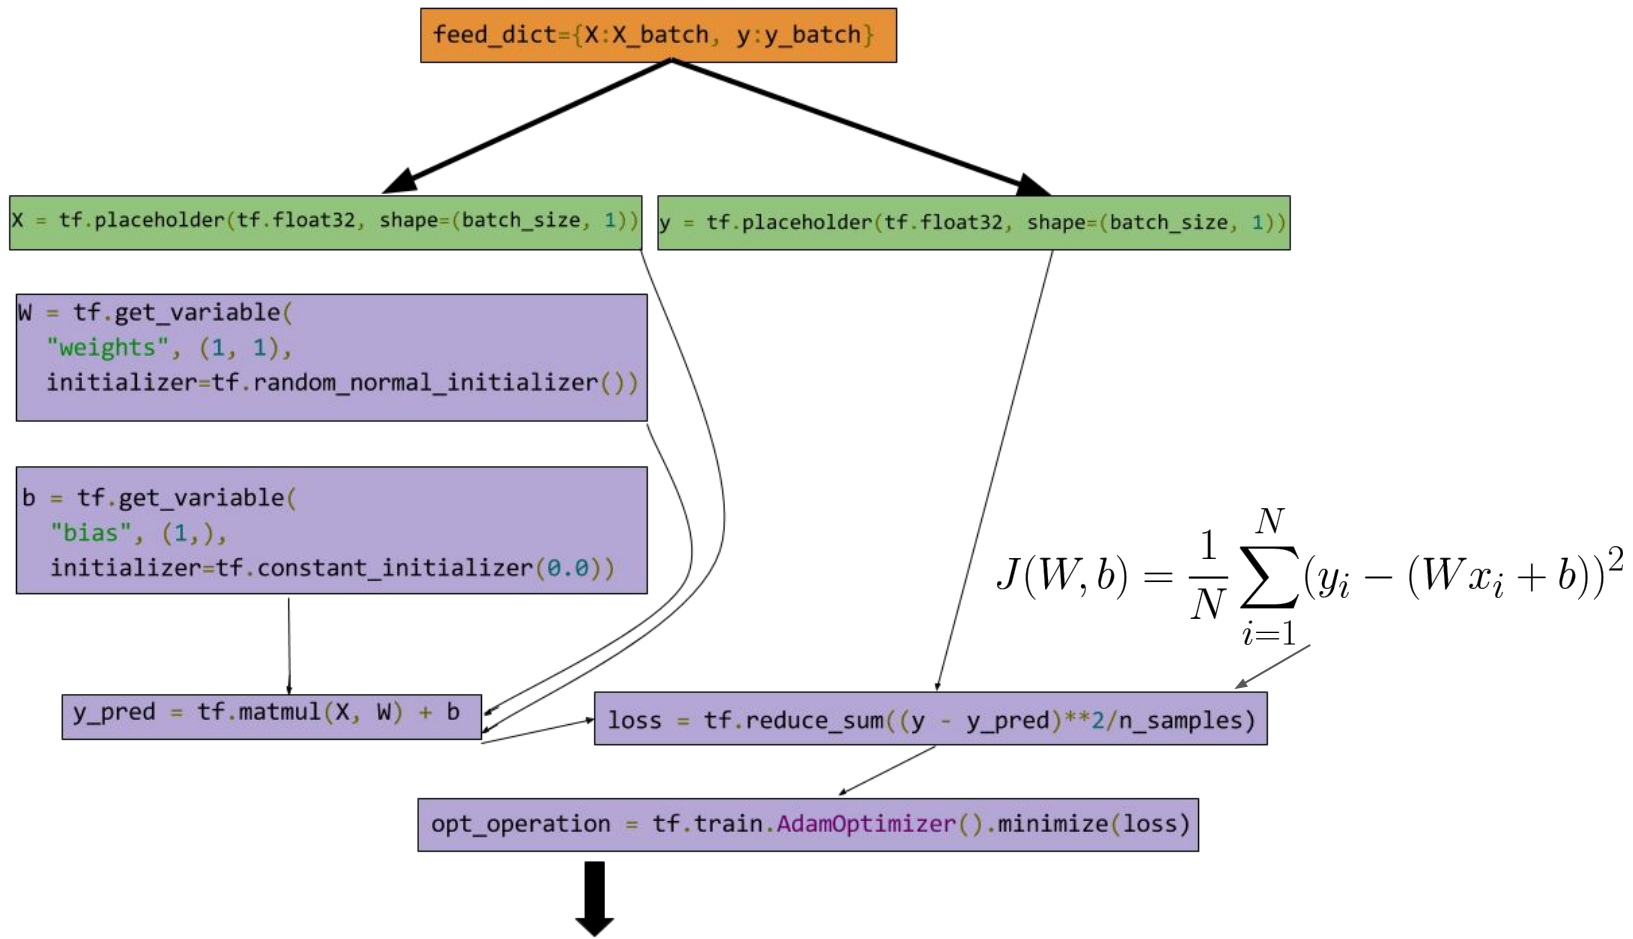 feed_dict={X:X_batch, y:y_batch}
X = tf.placeholder(tf.float32, shape=(batch_size, 1))
y = tf.placeholder(tf.float32, shape=(batch_size, 1))
W = tf.get_variable(
"weights", (1, 1),
initializer=tf.random_normal_initializer())
b = tf.get_variable(
"bias", (1,),
initializer=tf.constant_initializer(0.0))
J(W, b) = \frac{1}{N} \sum_{i=1}^{N} (y_i − (Wx_i + b))^2
y_pred = tf.matmul(X, W) + b
loss = tf.reduce_sum((y - y_pred)**2/n_samples)
opt_operation = tf.train.AdamOptimizer().minimize(loss)